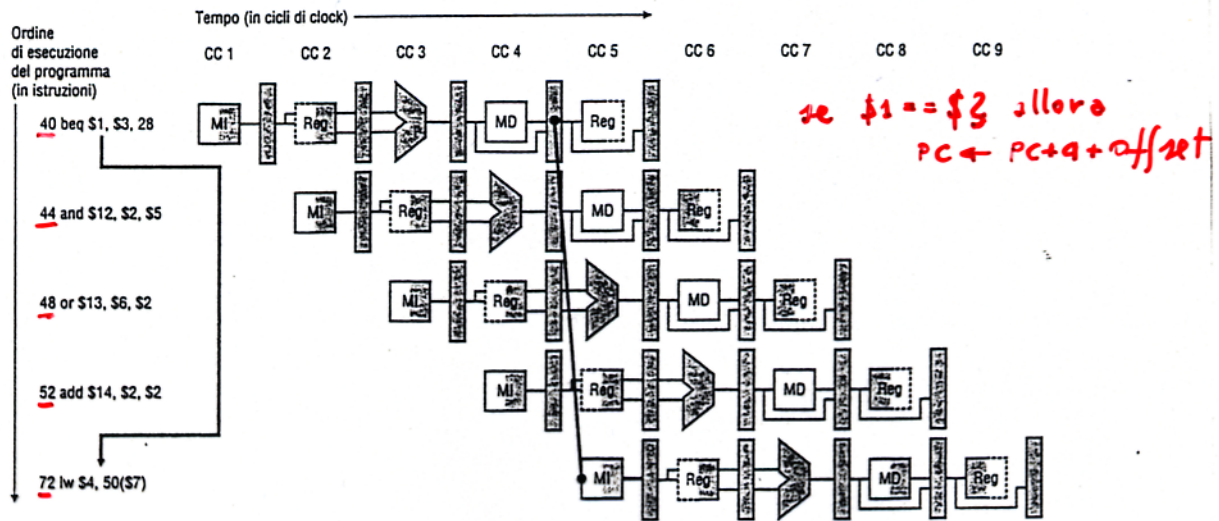 Tempo (in cicli di clock)
Ordine
di esecuzione
del programma
(in istruzioni)
CC 1 CC 2 CC 3 CC 4 CC 5 CC 6 CC 7 CC 8 CC 9
40 beq $1, $3, 28
MI Reg MD Reg
se $1 == $3 allora
PC ← PC+4+offset
44 and $12, $2, $5
MI Reg MD Reg
48 or $13, $6, $2
MI Reg MD Reg
52 add $14, $2, $2
MI Reg MD Reg
72 lw $4, 50($7)
MI Reg MD Reg